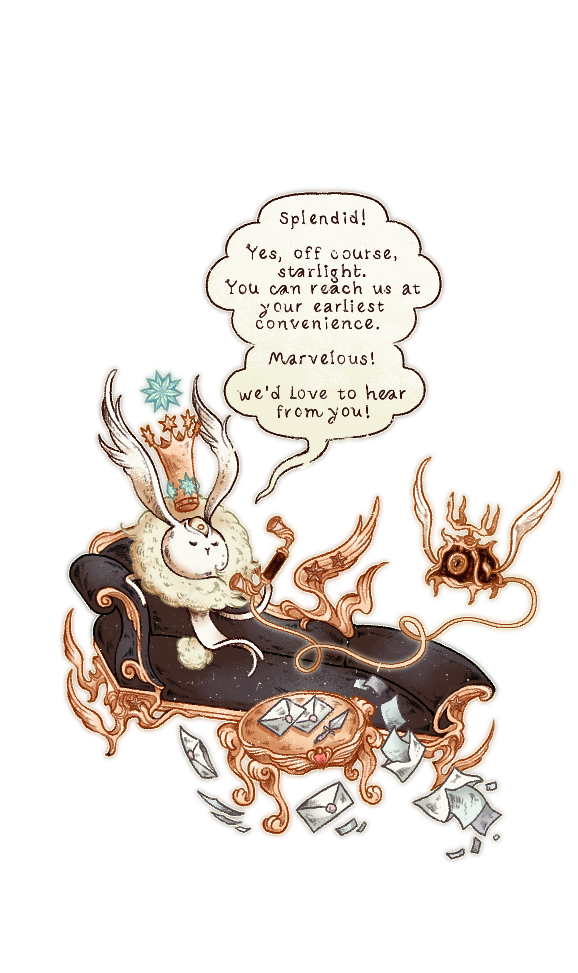 Splendid!
Yes, off course,
starlight.
You can reach us at
your earliest
convenience.
Marvelous!
we'd Love to hear
from you!